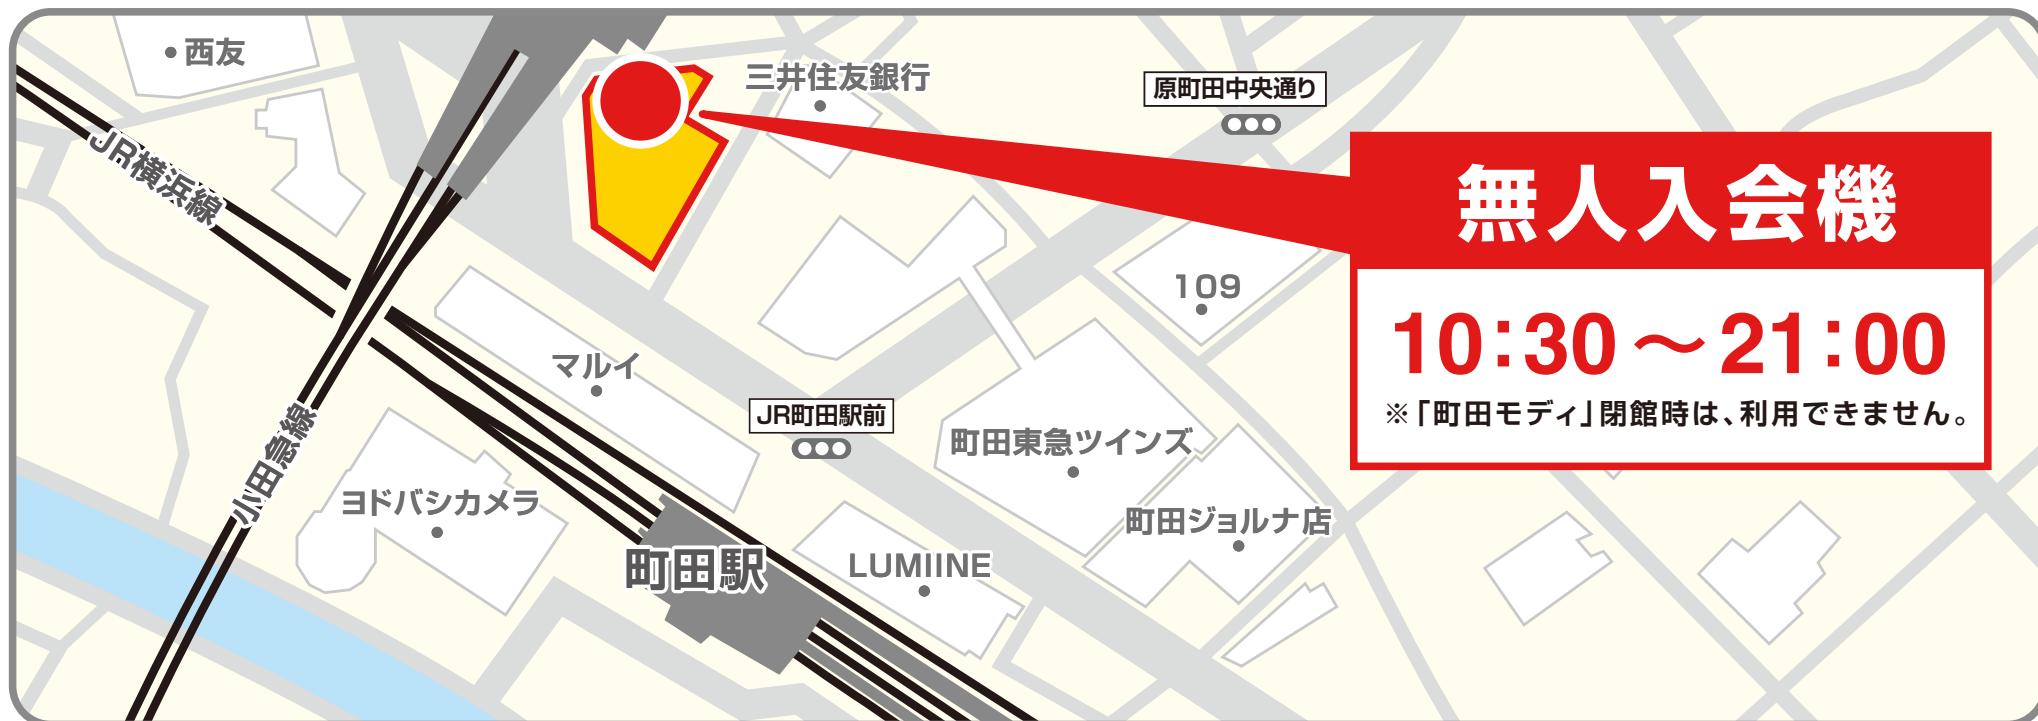 西友
三井住友銀行
原町田中央通り
JR横浜線
無人入会機
109
10:30～21:00
マルイ
JR町田駅前
※「町田モディ」閉館時は、利用できません。
町田東急ツインズ
小田急線
ヨドバシカメラ
町田ジョルナ店
町田駅
LUMIINE